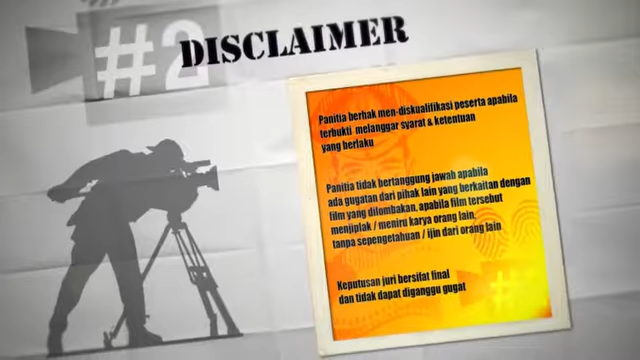 #2
DISCLAIMER
Panitia berhak men-diskualifikasi peserta apabila
terbukti melanggar syarat & ketentuan
yang berlaku
Panitia tidak bertanggung jawab apabila
ada gugatan dari pihak lain yang berkaitan dengan
film yang dilombakan, apabila film tersebut
menjiplak / meniru karya orang lain,
tanpa sepengetahuan / ijin dari orang lain
Keputusan juri bersifat final
dan tidak dapat diganggu gugat